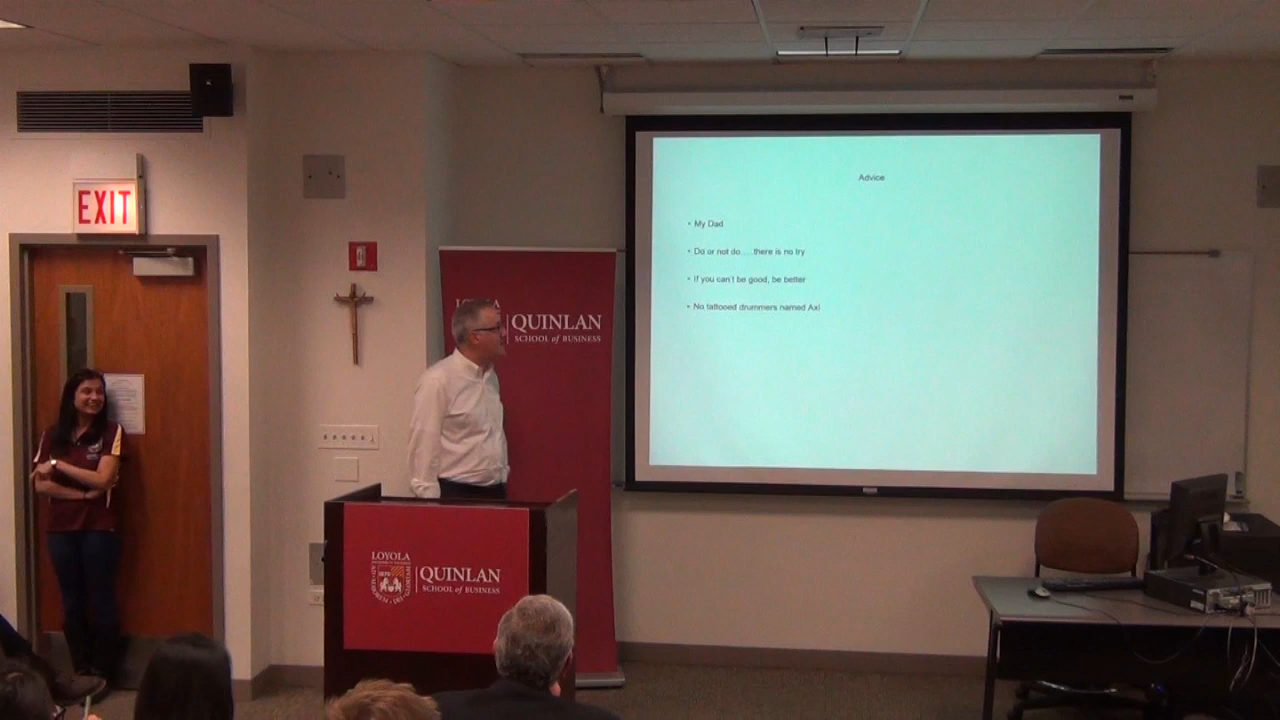 EXIT
QUINLAN
SCHOOL of BUSINESS
Advice
• My Dad
• Do or not do.....there is no try
• If you can't be good, be better
• No tattooed drummers named Axl
LOYOLA
QUINLAN
SCHOOL of BUSINESS